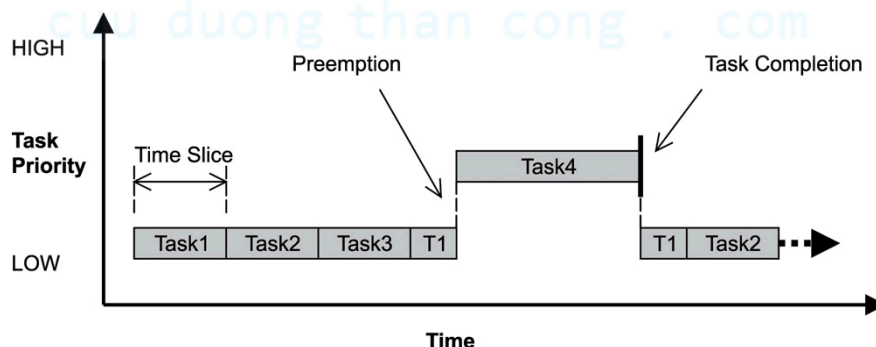 cuu duong than cong . com
HIGH
Preemption
Task Completion
Task
Priority
Time Slice
Task4
Task1 Task2 Task3 T1
T1 Task2
LOW
Time